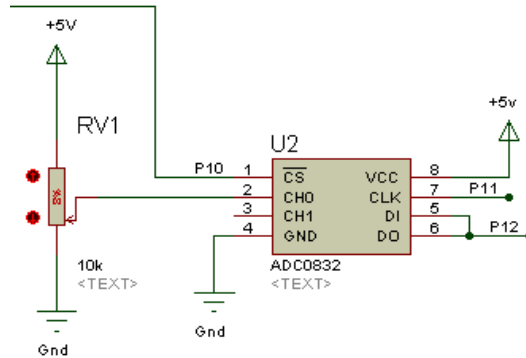 +5V
+5v
RV1
U2
P10
1
CS
VCC
8
2
CH0
CLK
7
P11
3
CH1
DI
5
4
GND
DO
6
P12
10k
<TEXT>
ADC0832
<TEXT>
Gnd
Gnd